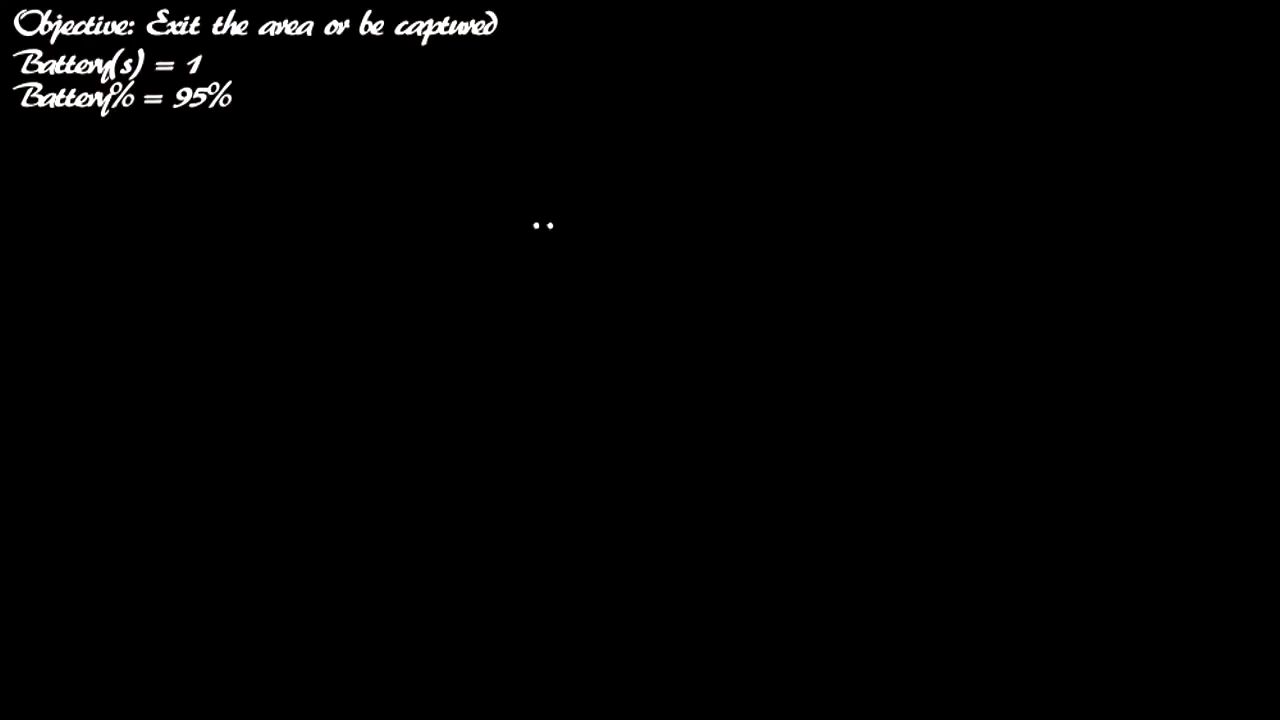 Objective: Exit the area or be captured
Battery(s) = 1
Battery% = 95%